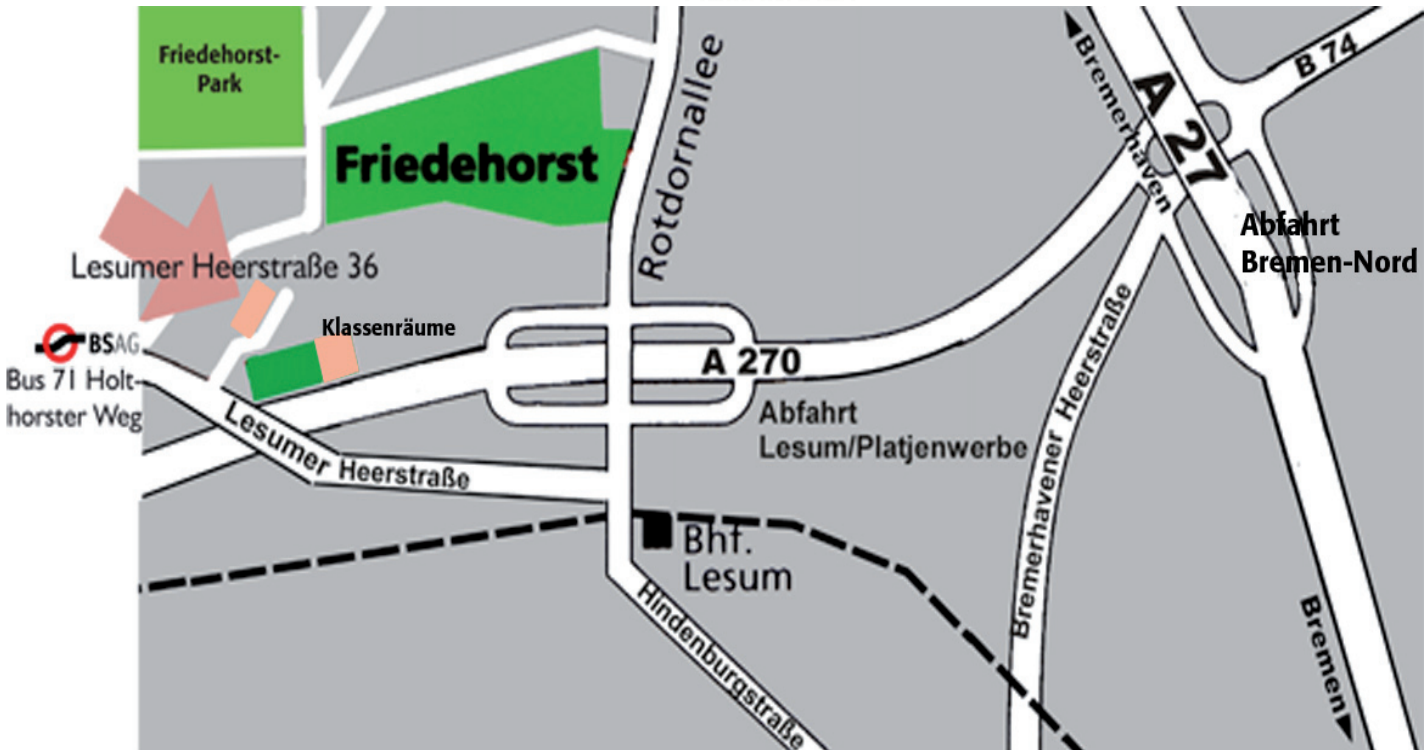 Friedehorst-
Park
Friedehorst
Rotdornallee
Bremerhaven
A 27
B 74
Abfahrt
Bremen-Nord
Lesumer Heerstraße 36
BSAG
Bus 71 Holt-
horster Weg
Klassenräume
A 270
Abfahrt
Lesum/Platjenwerbe
Lesumer Heerstraße
Bremerhavener Heerstraße
Bhf.
Lesum
Hindenburgstraße
Bremen